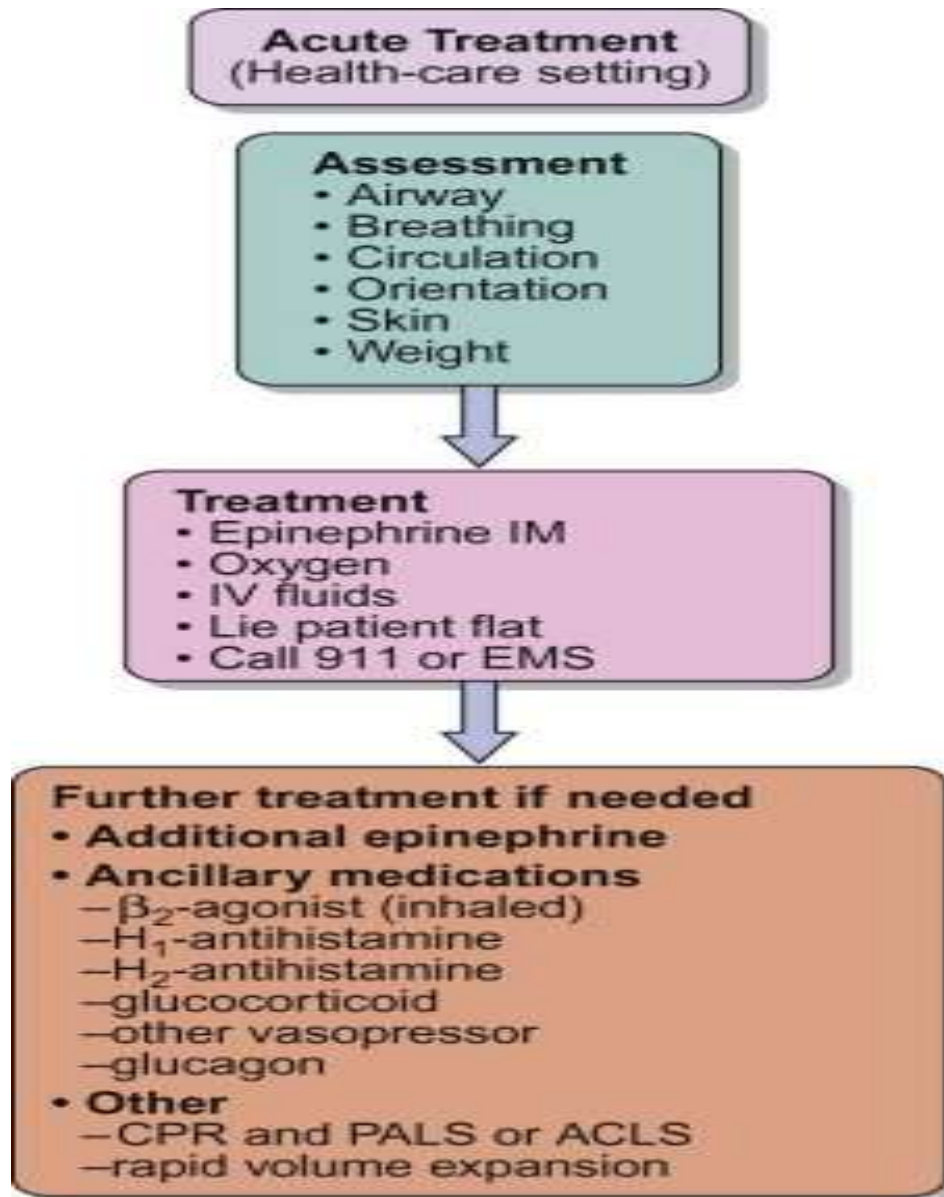 Acute Treatment
(Health-care setting)
Assessment
• Airway
• Breathing
• Circulation
• Orientation
• Skin
• Weight
Treatment
• Epinephrine IM
• Oxygen
• IV fluids
• Lie patient flat
• Call 911 or EMS
Further treatment if needed
• Additional epinephrine
• Ancillary medications
–β₂-agonist (inhaled)
–H₁-antihistamine
–H₂-antihistamine
–glucocorticoid
–other vasopressor
–glucagon
• Other
–CPR and PALS or ACLS
–rapid volume expansion